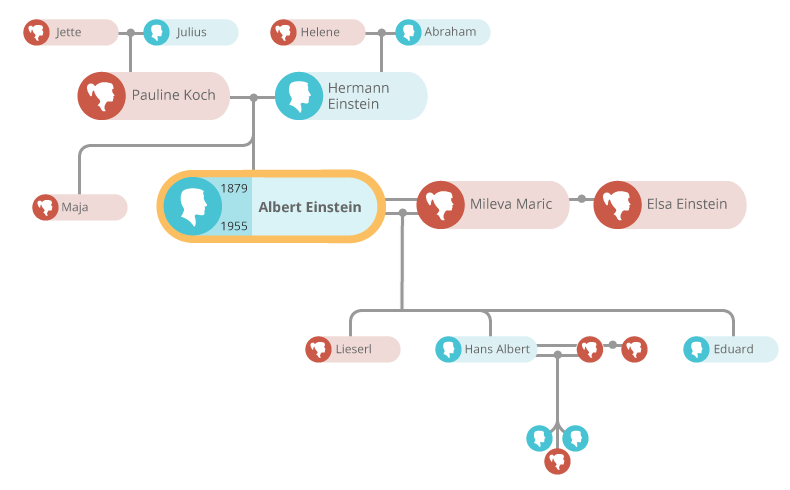 Jette
Julius
Helene
Abraham
Pauline Koch
Hermann
Einstein
Maja
1879
Albert Einstein
1955
Mileva Maric
Elsa Einstein
Lieserl
Hans Albert
Eduard